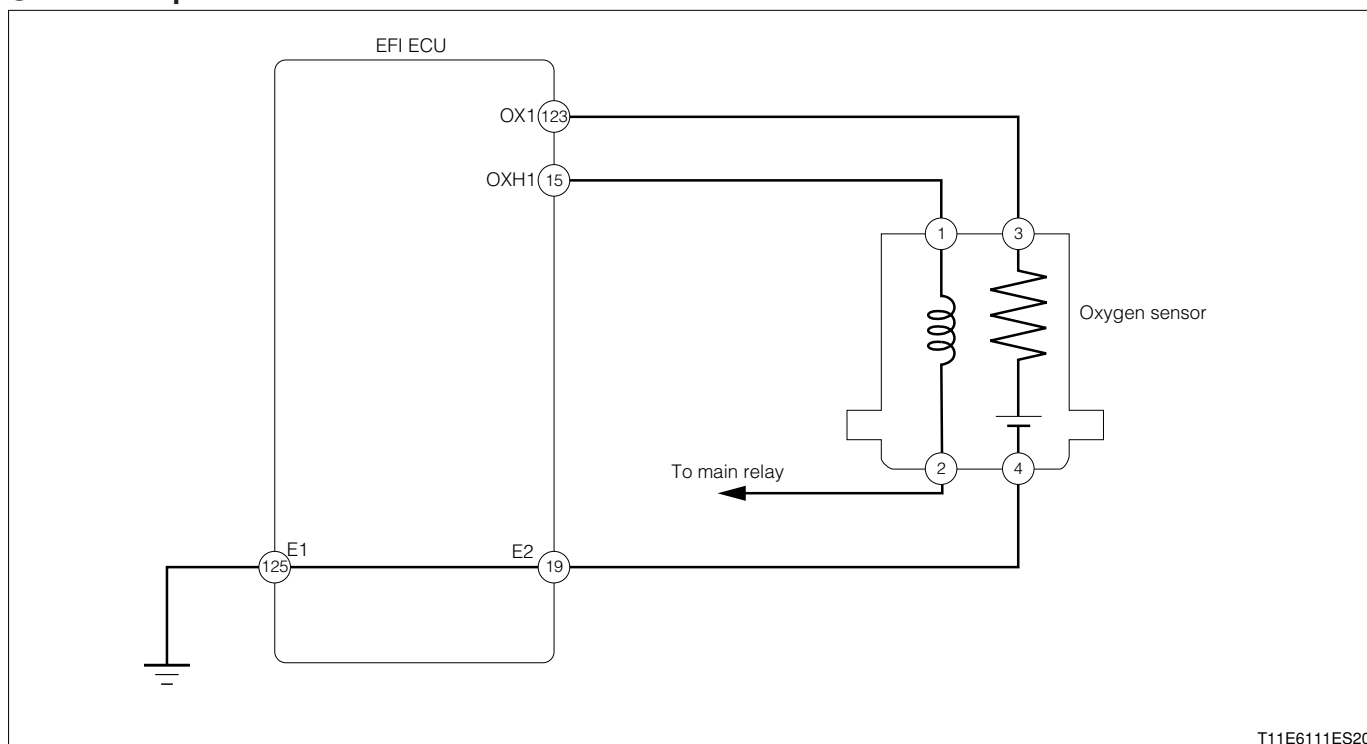 EFI ECU
OX1 123
OXH1 15
1 3
Oxygen sensor
To main relay
2 4
E1 E2
125 19
T11E6111ES20